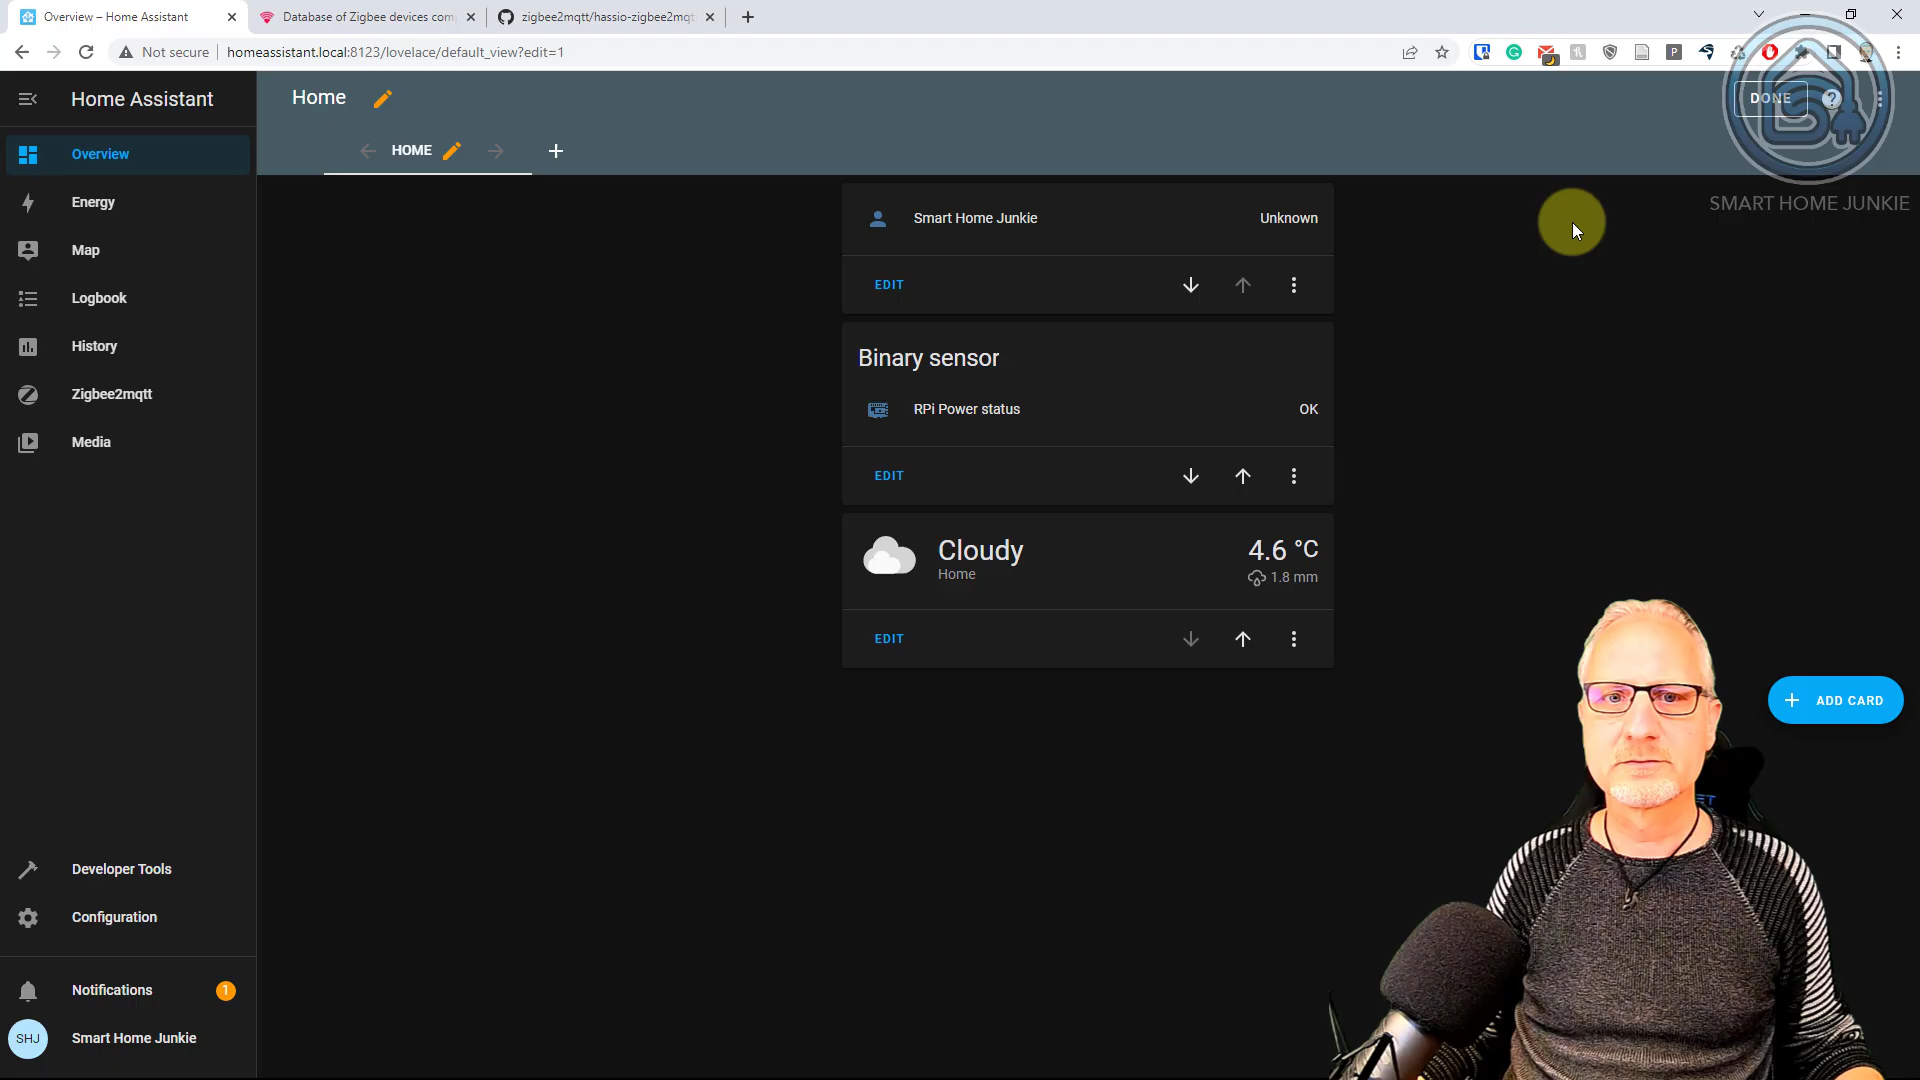 Overview – Home Assistant
Database of Zigbee devices com
zigbee2mqtt/hassio-zigbee2mqt
Not secure
homeassistant.local:8123/lovelace/default_view?edit=1
Home Assistant
Home
DONE
HOME
SMART HOME JUNKIE
Overview
Energy
Map
Logbook
History
Zigbee2mqtt
Media
Smart Home Junkie
Unknown
EDIT
Binary sensor
RPi Power status
OK
EDIT
Cloudy
4.6 °C
Home
1.8 mm
EDIT
ADD CARD
Developer Tools
Configuration
Notifications
1
SHJ
Smart Home Junkie